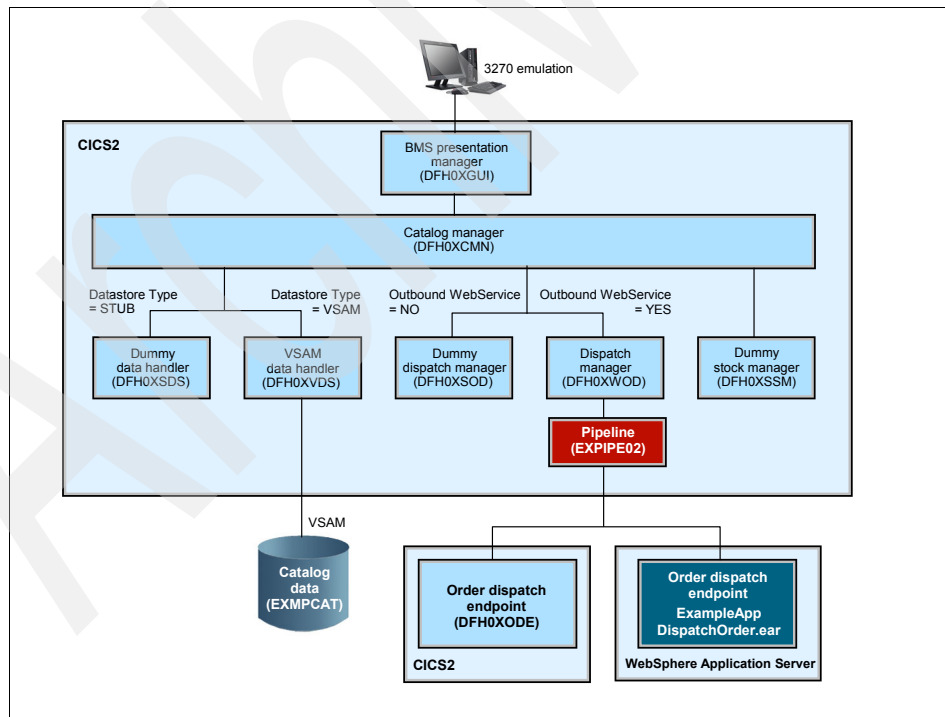 3270 emulation
CICS2
BMS presentation
manager
(DFH0XGUI)
Catalog manager
(DFH0XCMN)
Datastore Type
= STUB
Datastore Type
= VSAM
Outbound WebService
= NO
Outbound WebService
= YES
Dummy
data handler
(DFH0XSDS)
VSAM
data handler
(DFH0XVDS)
Dummy
dispatch manager
(DFH0XSOD)
Dispatch
manager
(DFH0XWOD)
Dummy
stock manager
(DFH0XSSM)
Pipeline
(EXPIPE02)
VSAM
Catalog
data
(EXMPCAT)
Order dispatch
endpoint
(DFH0XODE)
CICS2
Order dispatch
endpoint
ExampleApp
DispatchOrder.ear
WebSphere Application Server